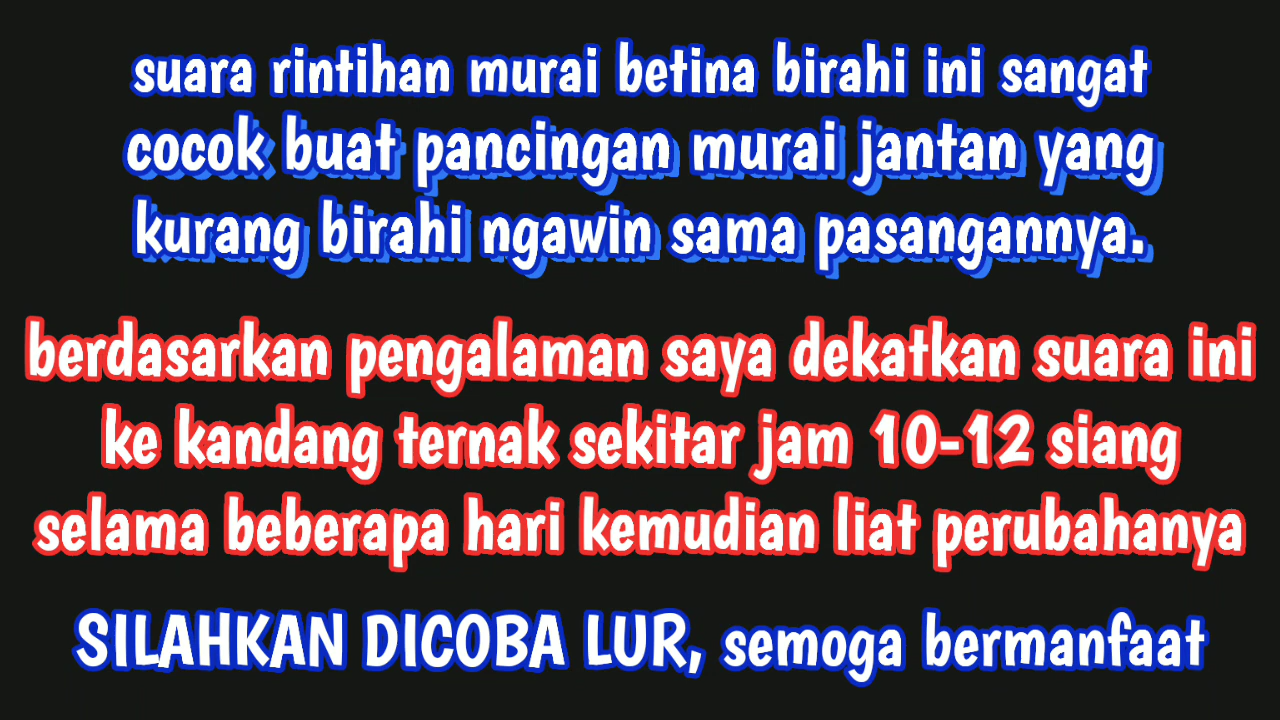 suara rintihan murai betina birahi ini sangat
cocok buat pancingan murai jantan yang
kurang birahi ngawin sama pasangannya.
berdasarkan pengalaman saya dekatkan suara ini
ke kandang ternak sekitar jam 10-12 siang
selama beberapa hari kemudian liat perubahanya
SILAHKAN DICOBA LUR, semoga bermanfaat